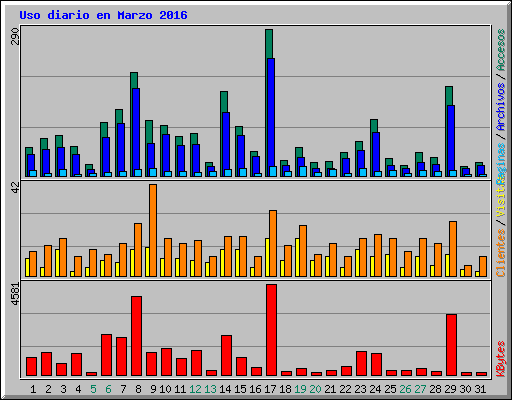 Uso diario en Marzo 2016
290
42
4581
Accesos
/
Archivos
/
Paginas
visit
/
Clientes
KBytes
1 2 3 4 5 6 7 8 9 10 11 12 13 14 15 16 17 18 19 20 21 22 23 24 25 26 27 28 29 30 31